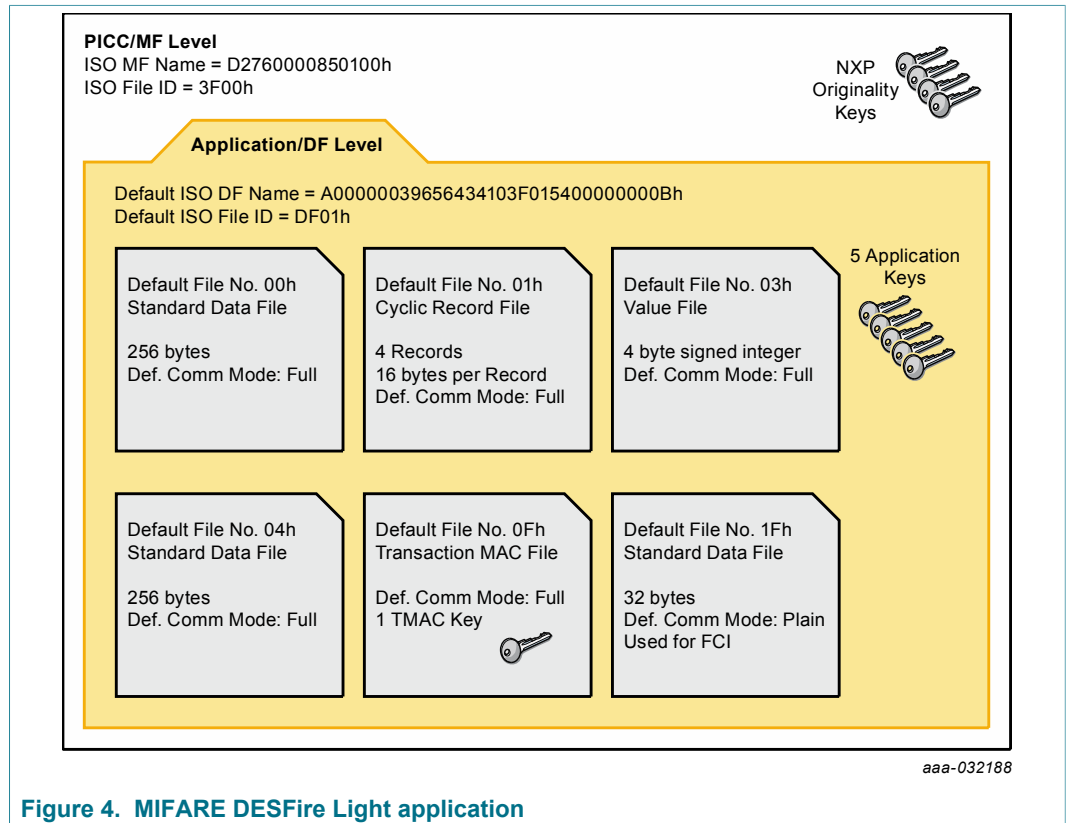 PICC/MF Level
ISO MF Name = D2760000850100h
ISO File ID = 3F00h
NXP
Originality
Keys
Application/DF Level
Default ISO DF Name = A00000039656434103F015400000000Bh
Default ISO File ID = DF01h
5 Application
Keys
Default File No. 00h
Standard Data File
256 bytes
Def. Comm Mode: Full
Default File No. 01h
Cyclic Record File
4 Records
16 bytes per Record
Def. Comm Mode: Full
Default File No. 03h
Value File
4 byte signed integer
Def. Comm Mode: Full
Default File No. 04h
Standard Data File
256 bytes
Def. Comm Mode: Full
Default File No. 0Fh
Transaction MAC File
Def. Comm Mode: Full
1 TMAC Key
Default File No. 1Fh
Standard Data File
32 bytes
Def. Comm Mode: Plain
Used for FCI
aaa-032188
Figure 4. MIFARE DESFire Light application